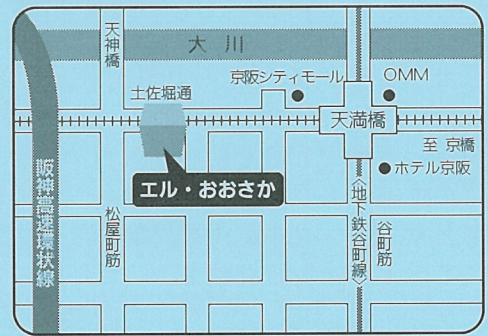 天神橋
大川
京阪シティモール
OMM
土佐堀通
天満橋
至 京橋
ホテル京阪
エル・おおさか
阪神高速環状線
松屋町筋
〈地下鉄谷町線〉
谷町筋